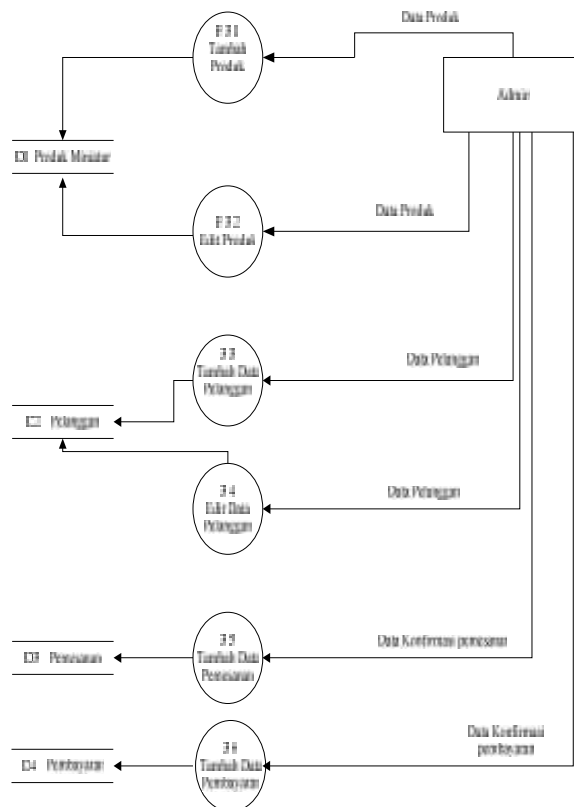 Data Produk
P 3.1
Tambah
Produk
Admin
D1 Produk Miniatur
Data Produk
P 3.2
Edit Produk
3.3
Tambah Data
Pelanggan
Data Pelanggan
D2 Pelanggan
3.4
Edit Data
Pelanggan
Data Pelanggan
3.5
Tambah Data
Pemesanan
Data Konfirmasi pemesanan
D3 Pemesanan
Data Konfirmasi
pembayaran
3.6
Tambah Data
Pembayaran
D4 Pembayaran